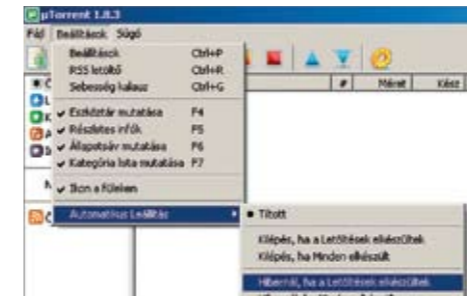 µTorrent 1.8.3
Fájl Beállítások Súgó
Beállítások Ctrl+P
RSS letöltő Ctrl+R
Sebesség kalauz Ctrl+G
# Méret Kész
Eszköztár mutatása F4
Részletes infók F5
Állapotsáv mutatása F6
Kategória lista mutatása F7
Ikon a füleken
Automatikus Leállítás
Tiltott
Kilépés, ha a Letöltések elkészültek
Kilépés, ha Minden elkészült
Hibernál, ha a Letöltések elkészültek